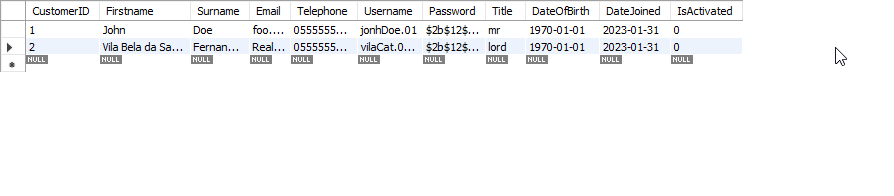 CustomerID Firstname Surname Email Telephone Username Password Title DateOfBirth DateJoined IsActivated
1 John Doe foo.... 0555555... jonhDoe.01 $2b$12$... mr 1970-01-01 2023-01-31 0
2 Vila Bela da Sa... Fernan... Real... 0555555... vilaCat.0... $2b$12$... lord 1970-01-01 2023-01-31 0
NULL NULL NULL NULL NULL NULL NULL NULL NULL NULL NULL